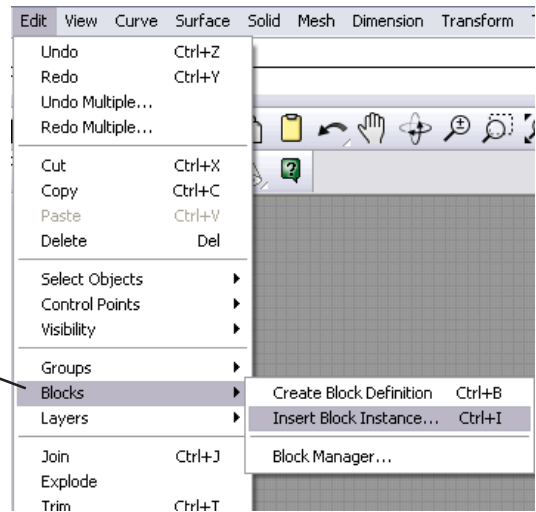 Edit View Curve Surface Solid Mesh Dimension Transform
Undo Ctrl+Z
Redo Ctrl+Y
Undo Multiple...
Redo Multiple...
Cut Ctrl+X
Copy Ctrl+C
Paste Ctrl+V
Delete Del
Select Objects
Control Points
Visibility
Groups
Blocks
Create Block Definition Ctrl+B
Layers
Insert Block Instance... Ctrl+I
Join Ctrl+J
Block Manager...
Explode
Trim Ctrl+T